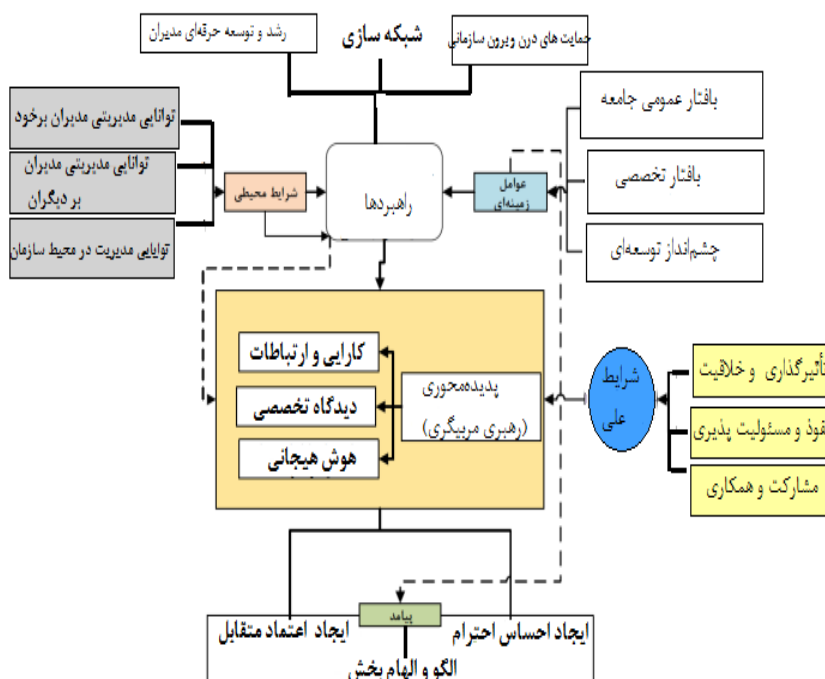 رشد و توسعه حرقه‌ای مدیران
شبکه سازی
حمایت های درن وبرون سازمانی
بافتار عمومی جامعه
بافتار تخصصی
چشم‌انداز توسعه‌ای
عوامل
زمینه‌ای
راهبردها
شرایط محیطی
توانایی مدیریتی مدیران برخود
توانایی مدیریتی مدیران
بر دیگران
توایایی مدیریت در محیط سازمان
کارایی و ارتباطات
دیدگاه تخصصی
هوش هیجانی
پدیده‌محوری
(رهبری مربیگری)
شرایط
علی
تأثیرگذاری و خلاقیت
نفوذ و مسئولیت پذیری
مشارکت و همکاری
پیامد
ایجاد احساس احترام
ایجاد اعتماد متقابل
الگو و الهام بخش